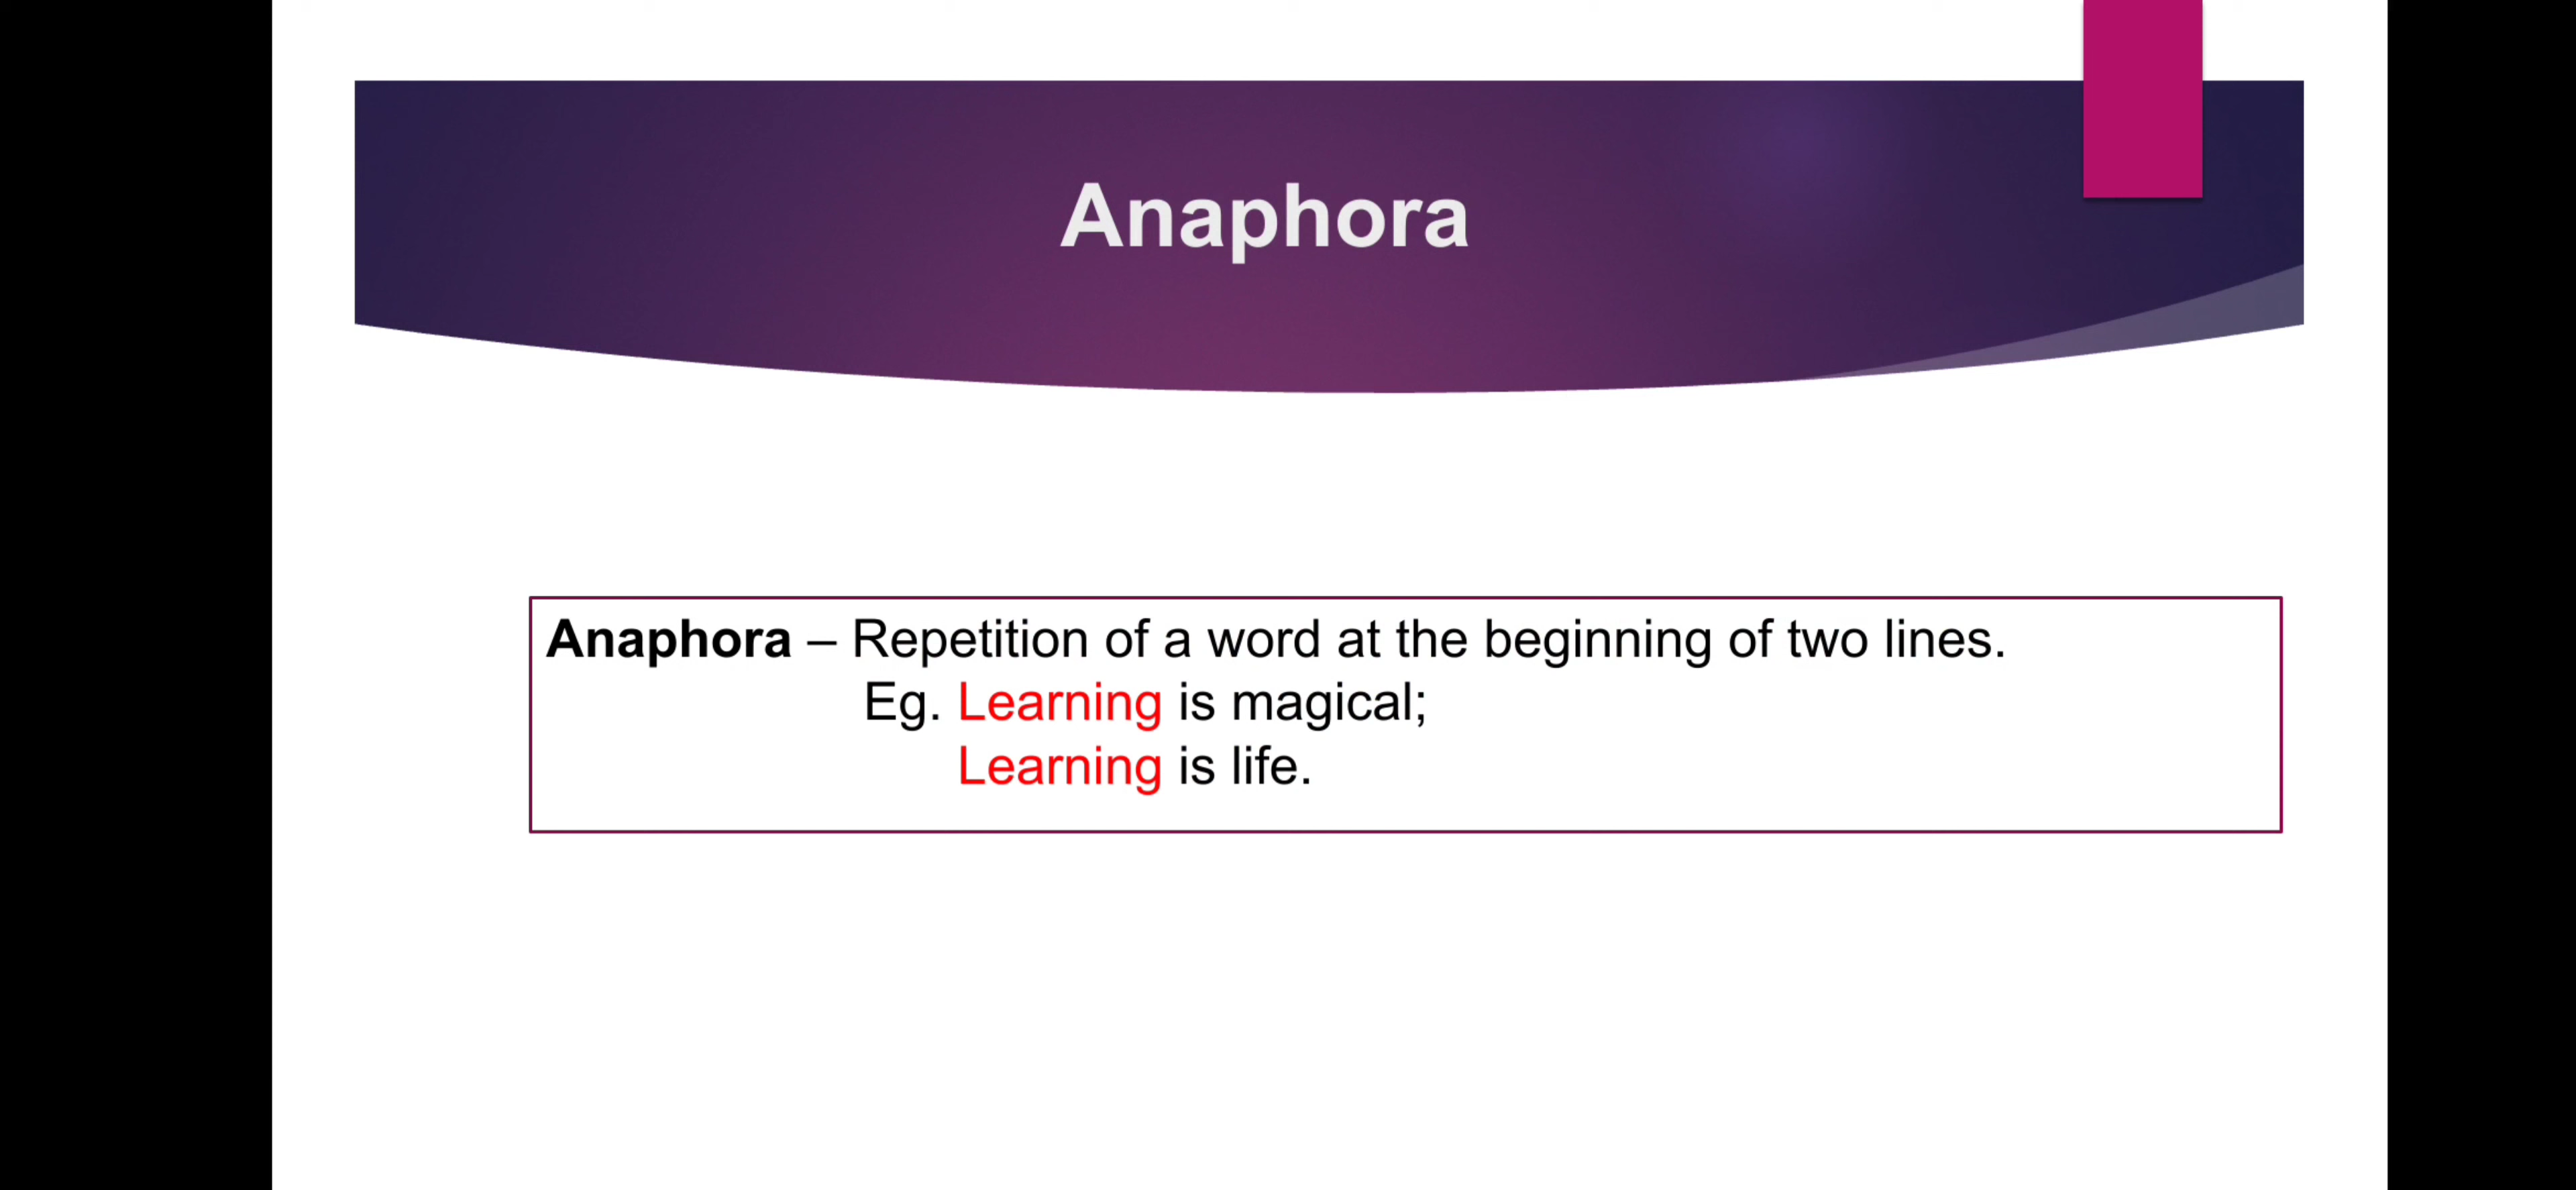 Anaphora
Anaphora – Repetition of a word at the beginning of two lines.
Eg. Learning is magical;
Learning is life.